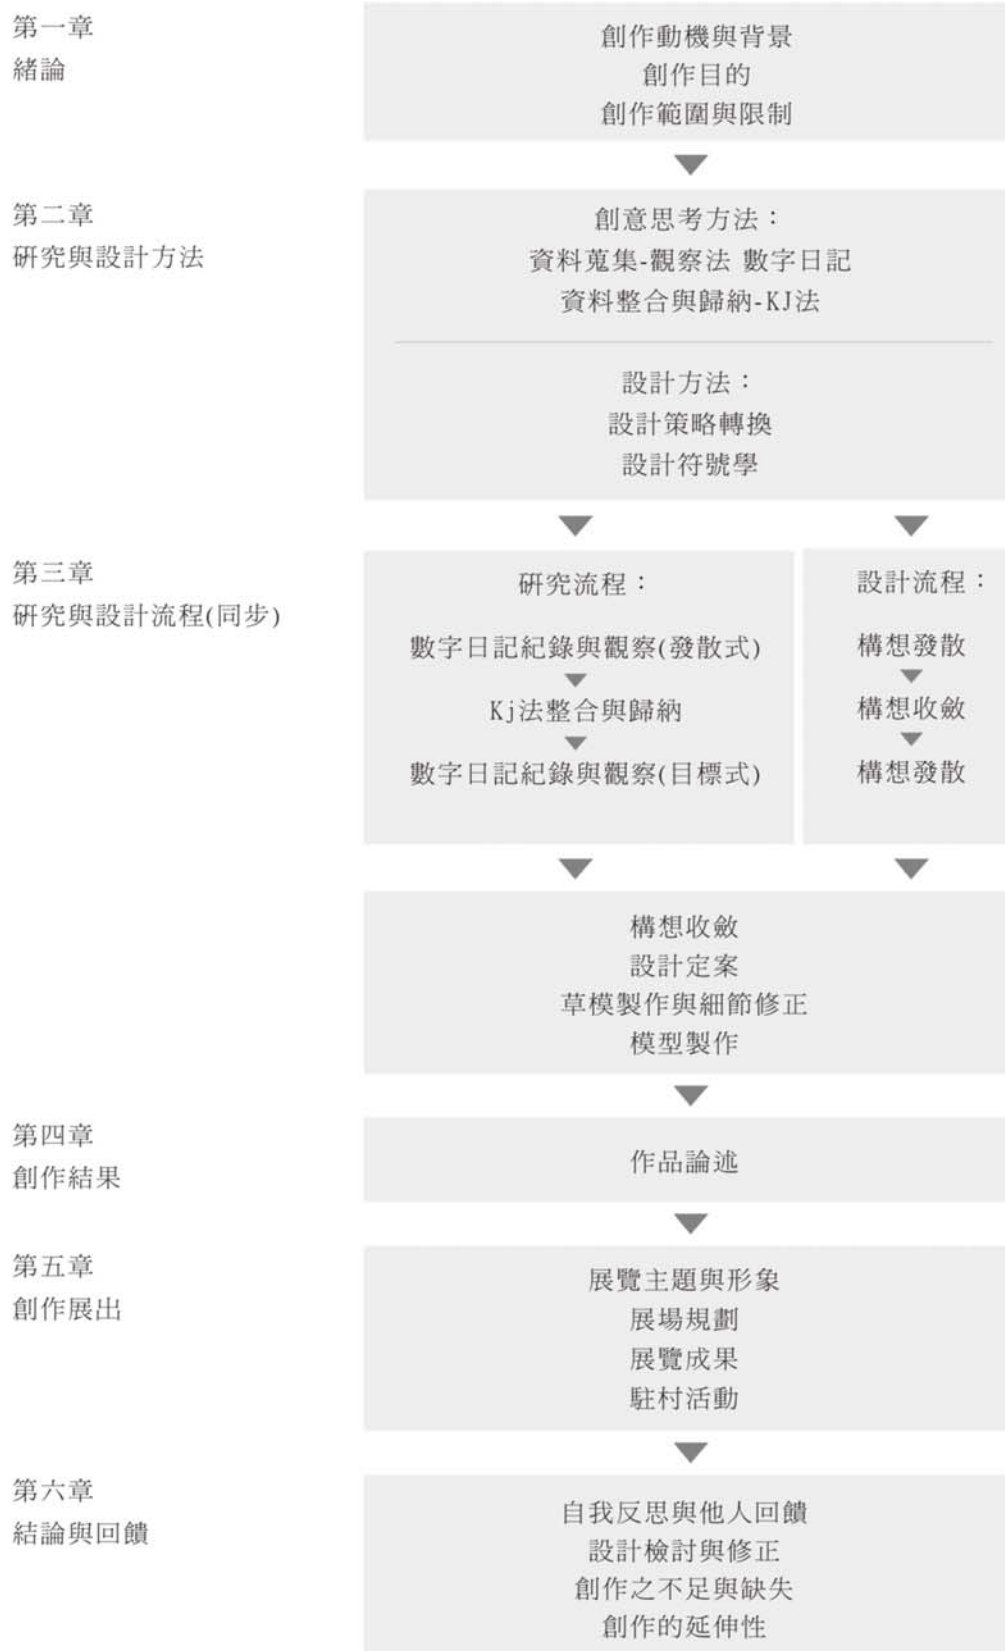 第一章
緒論
創作動機與背景
創作目的
創作範圍與限制
第二章
研究與設計方法
創意思考方法：
資料蒐集-觀察法 數字日記
資料整合與歸納-KJ法
設計方法：
設計策略轉換
設計符號學
第三章
研究與設計流程(同步)
研究流程：
數字日記紀錄與觀察(發散式)
Kj法整合與歸納
數字日記紀錄與觀察(目標式)
設計流程：
構想發散
構想收斂
構想發散
構想收斂
設計定案
草模製作與細節修正
模型製作
第四章
創作結果
作品論述
第五章
創作展出
展覽主題與形象
展場規劃
展覽成果
駐村活動
第六章
結論與回饋
自我反思與他人回饋
設計檢討與修正
創作之不足與缺失
創作的延伸性